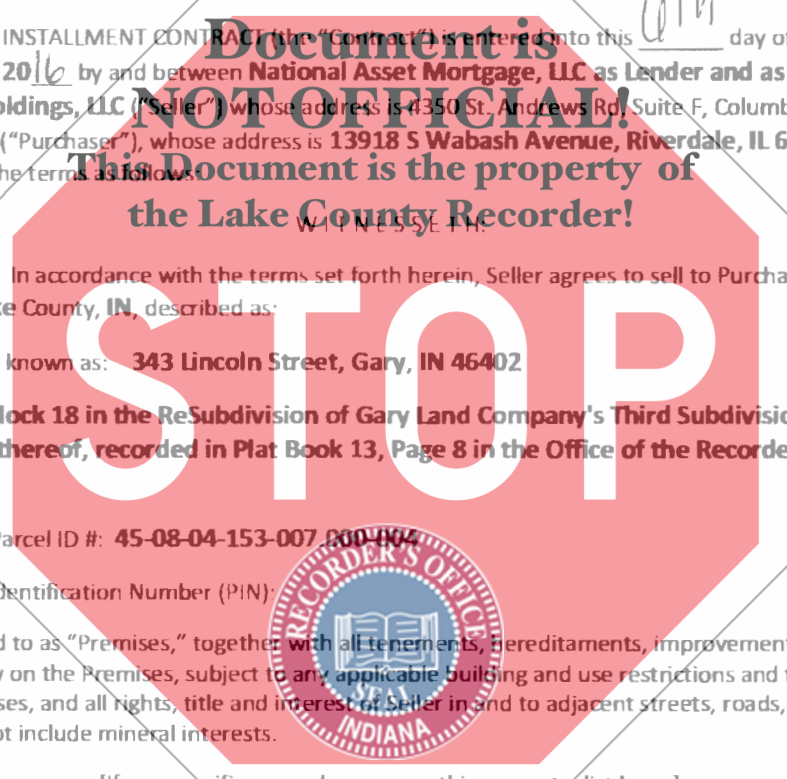 INSTALLMENT CONTRACT (the "Contract") is entered into this 6TH day of
2016 by and between National Asset Mortgage, LLC as Lender and as
oldings, LLC ("Seller") whose address is 4350 St. Andrews Rd, Suite F, Columb
("Purchaser"), whose address is 13918 S Wabash Avenue, Riverdale, IL 6
he terms as follows:
Document is
NOT OFFICIAL!
This Document is the property of
the Lake County Recorder!
WITNESSETH:
In accordance with the terms set forth herein, Seller agrees to sell to Purcha
e County, IN, described as:
STOP
known as: 343 Lincoln Street, Gary, IN 46402
lock 18 in the ReSubdivision of Gary Land Company's Third Subdivisio
thereof, recorded in Plat Book 13, Page 8 in the Office of the Recorde
arcel ID #: 45-08-04-153-007.000-004
dentification Number (PIN):
RECORDER'S OFFICE
SEAL
INDIANA
d to as "Premises," together with all tenements, hereditaments, improvement
y on the Premises, subject to any applicable building and use restrictions and
ses, and all rights, title and interest of Seller in and to adjacent streets, roads,
ot include mineral interests.